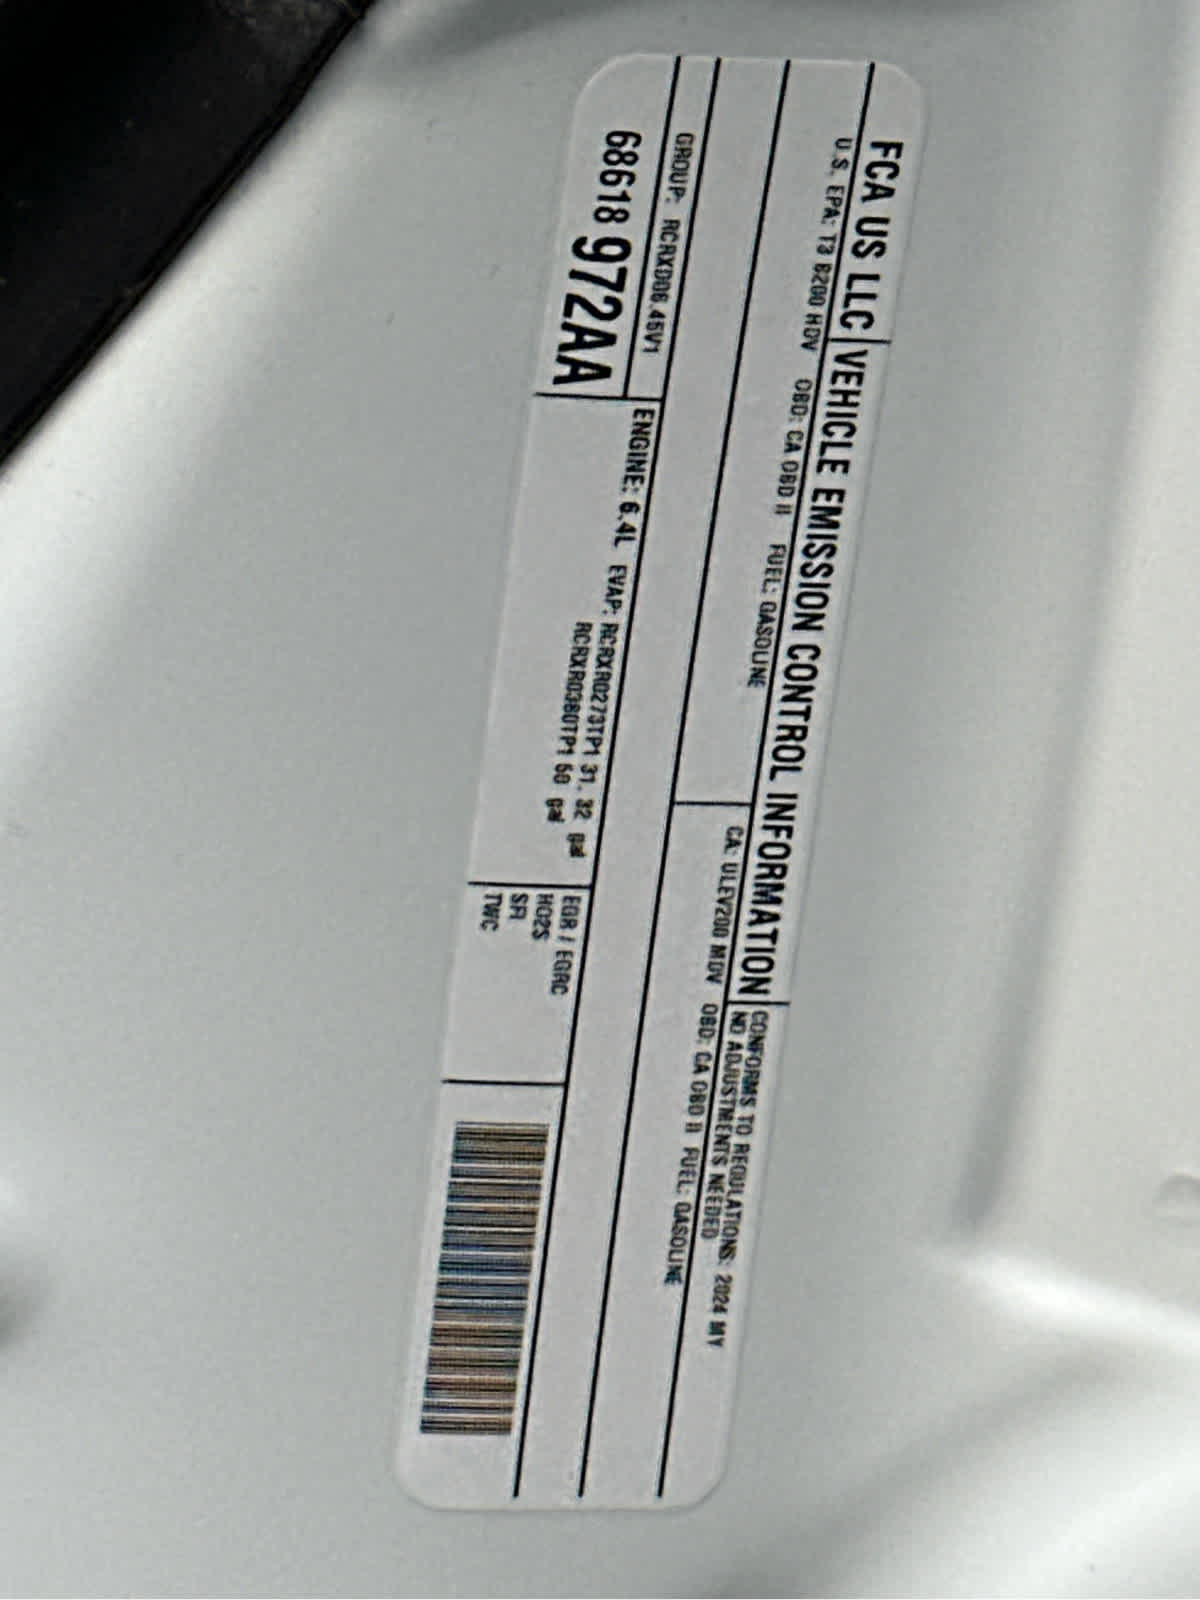 FCA US LLC VEHICLE EMISSION CONTROL INFORMATION
CONFORMS TO REGULATIONS: 2024 MY
NO ADJUSTMENTS NEEDED
U.S. EPA: T3 B200 HDV OBD: CA OBD II FUEL: GASOLINE
CA: ULEV200 MDV OBD: CA OBD II FUEL: GASOLINE
GROUP: RCRXD06.45V1
68618 972AA
ENGINE: 6.4L EVAP: RCRXR0273TP1 31, 32 gal
RCRXR0360TP1 50 gal
EGR / EGRC
HO2S
SFI
TWC